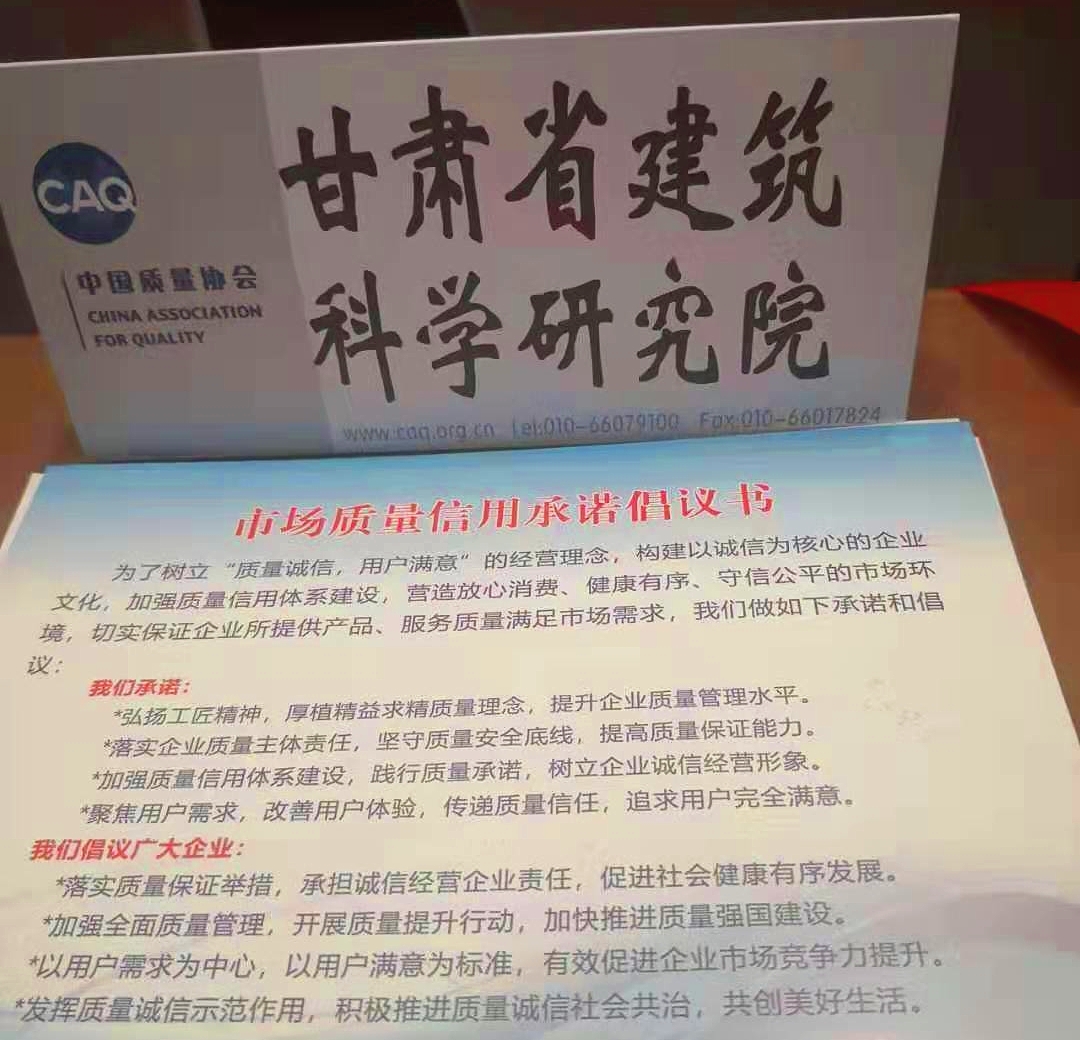 甘肃省建筑
科学研究院
CAQ
中国质量协会
CHINA ASSOCIATION
FOR QUALITY
www.caq.org.cn Tel:010-66079100 Fax:010-66017824
市场质量信用承诺倡议书
为了树立“质量诚信，用户满意”的经营理念，构建以诚信为核心的企业
文化，加强质量信用体系建设，营造放心消费、健康有序、守信公平的市场环
境，切实保证企业所提供产品、服务质量满足市场需求，我们做如下承诺和倡
议：
我们承诺：
*弘扬工匠精神，厚植精益求精质量理念，提升企业质量管理水平。
*落实企业质量主体责任，坚守质量安全底线，提高质量保证能力。
*加强质量信用体系建设，践行质量承诺，树立企业诚信经营形象。
*聚焦用户需求，改善用户体验，传递质量信任，追求用户完全满意。
我们倡议广大企业：
*落实质量保证举措，承担诚信经营企业责任，促进社会健康有序发展。
*加强全面质量管理，开展质量提升行动，加快推进质量强国建设。
*以用户需求为中心，以用户满意为标准，有效促进企业市场竞争力提升。
*发挥质量诚信示范作用，积极推进质量诚信社会共治，共创美好生活。